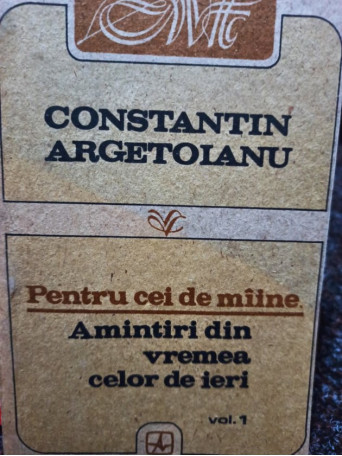 CONSTANTIN
ARGETOIANU
Pentru cei de mîine
Amintiri din
vremea
celor de ieri
vol. 1